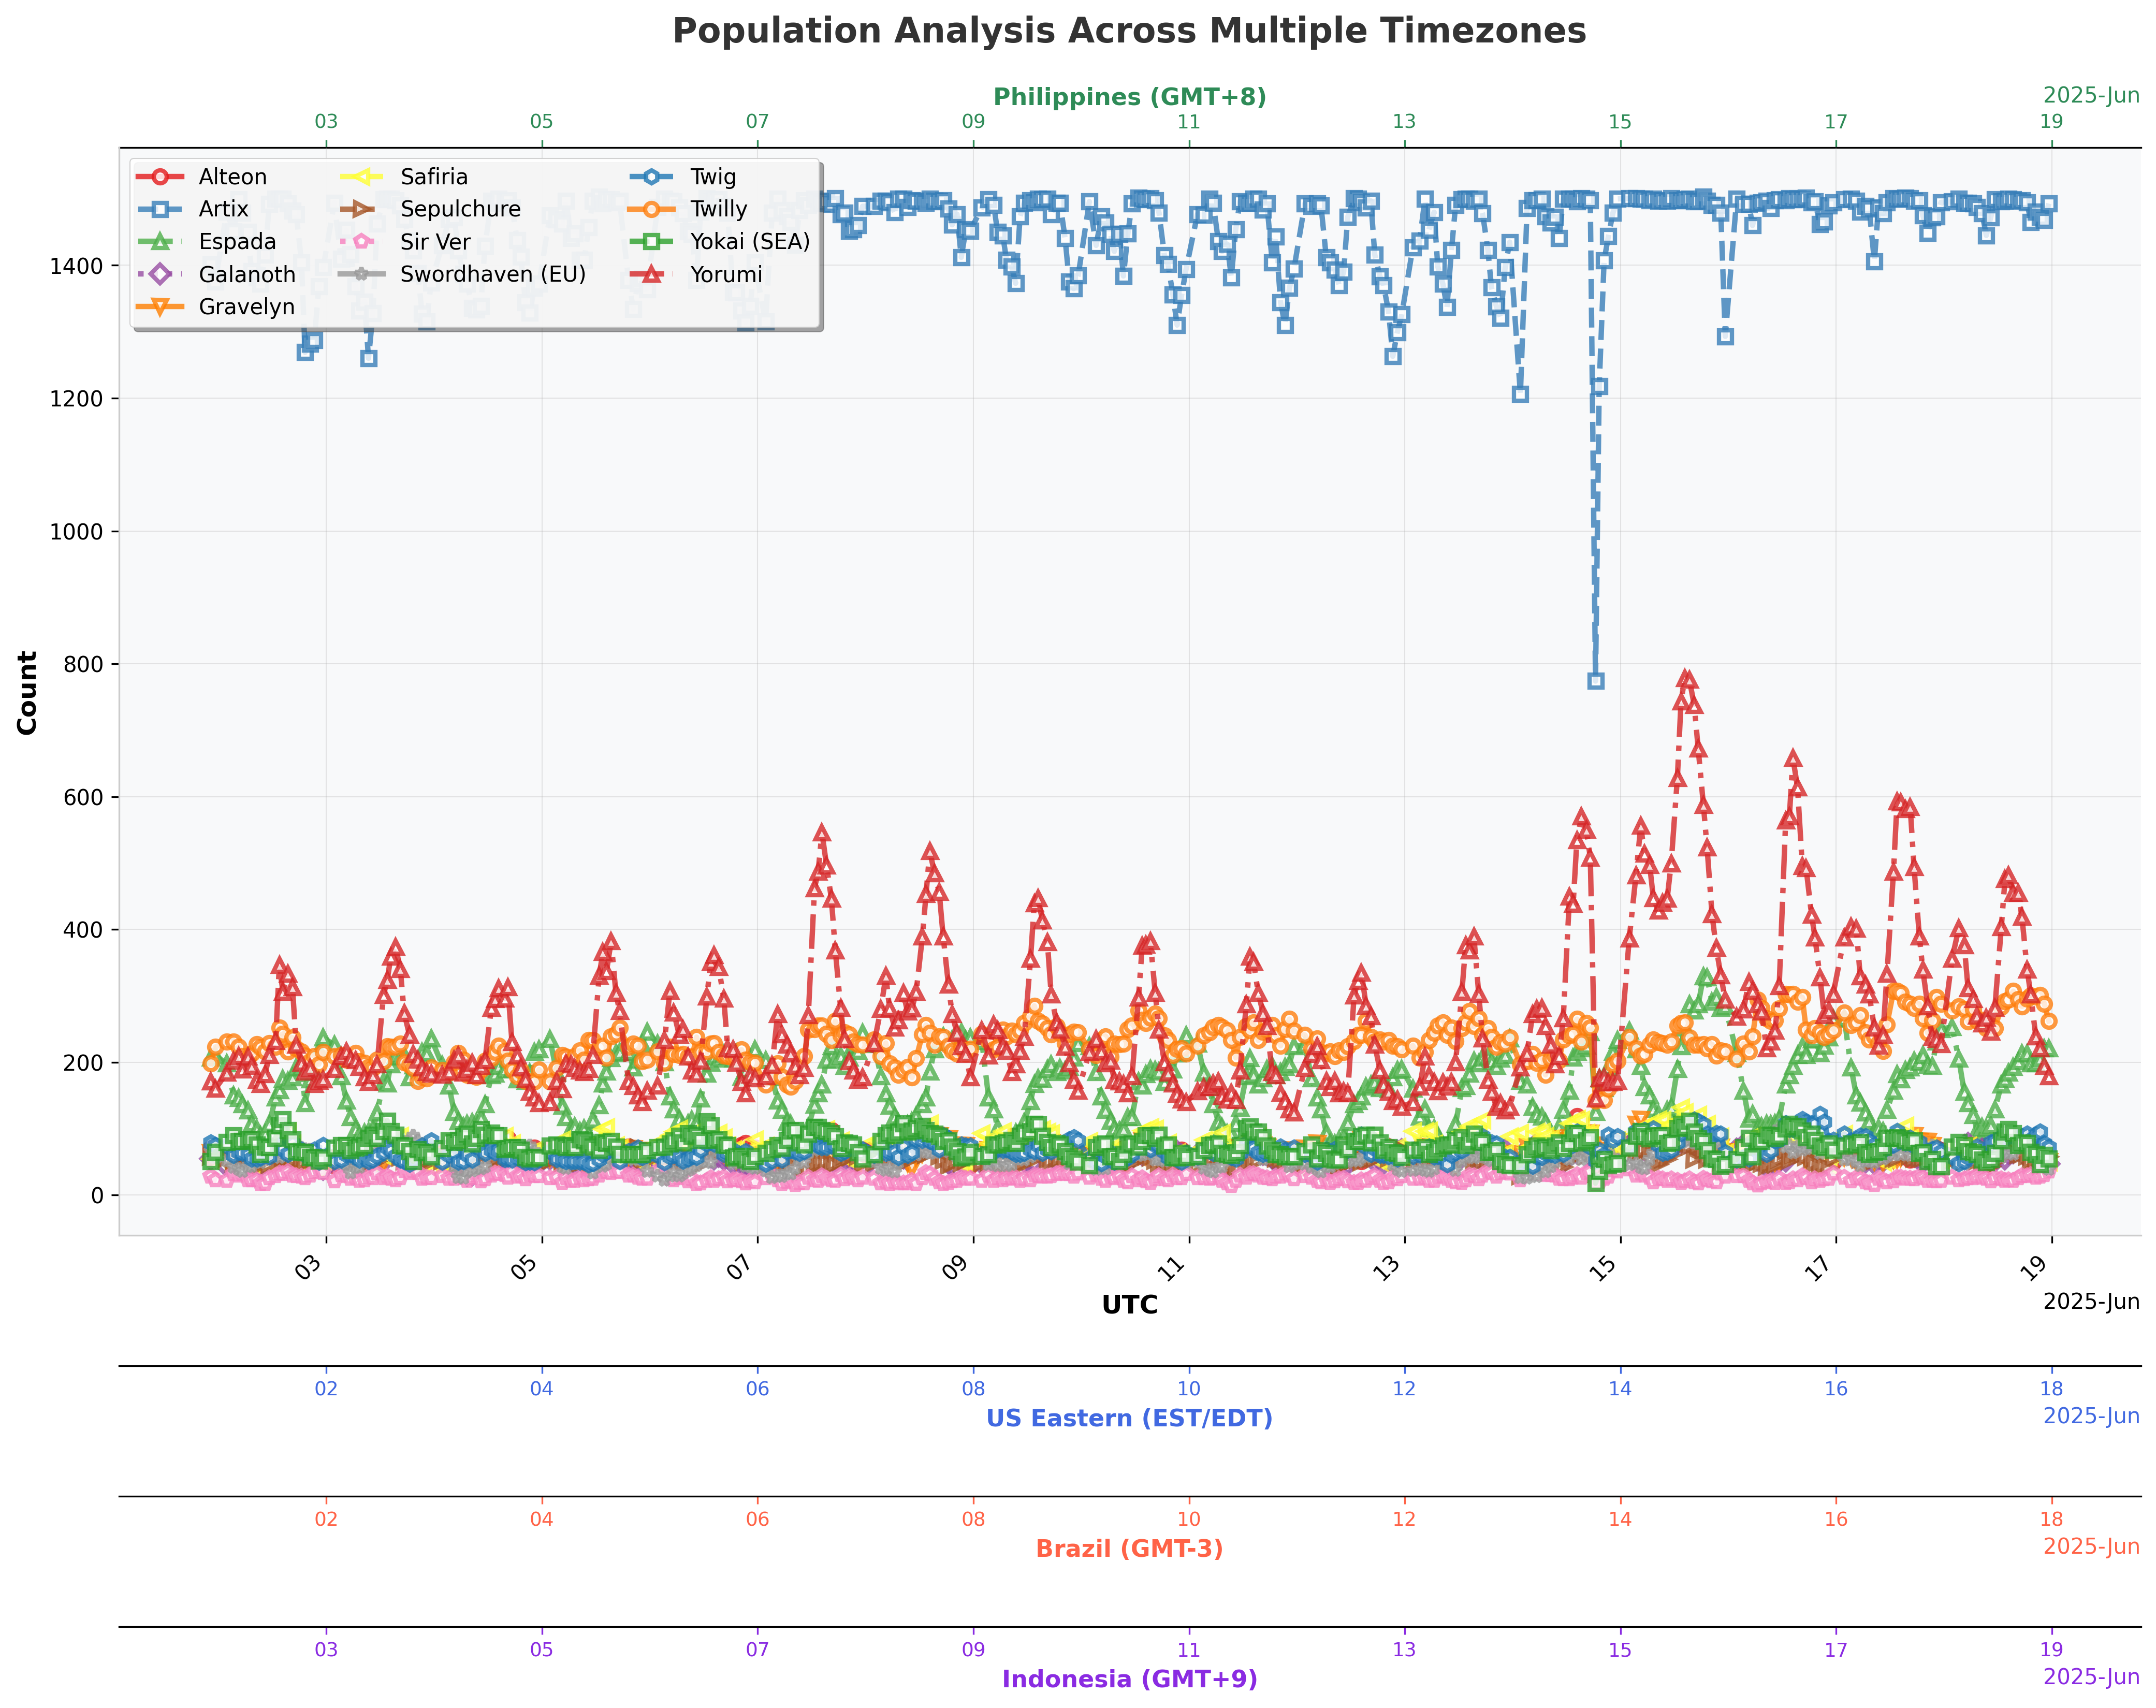 Population Analysis Across Multiple Timezones
Philippines (GMT+8)
2025-Jun
03 05 07 09 11 13 15 17 19
Alteon
Artix
Espada
Galanoth
Gravelyn
Safiria
Sepulchure
Sir Ver
Swordhaven (EU)
Twig
Twilly
Yokai (SEA)
Yorumi
Count
1400
1200
1000
800
600
400
200
0
03 05 07 09 11 13 15 17 19
UTC
2025-Jun
02 04 06 08 10 12 14 16 18
US Eastern (EST/EDT)
2025-Jun
02 04 06 08 10 12 14 16 18
Brazil (GMT-3)
2025-Jun
03 05 07 09 11 13 15 17 19
Indonesia (GMT+9)
2025-Jun